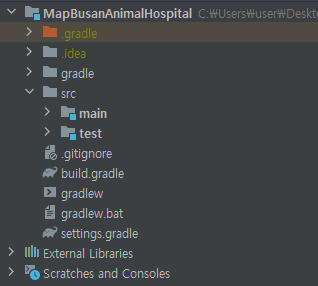 MapBusanAnimalHospital C:₩Users₩user₩Deskto
.gradle
.idea
gradle
src
main
test
.gitignore
build.gradle
gradlew
gradlew.bat
settings.gradle
External Libraries
Scratches and Consoles